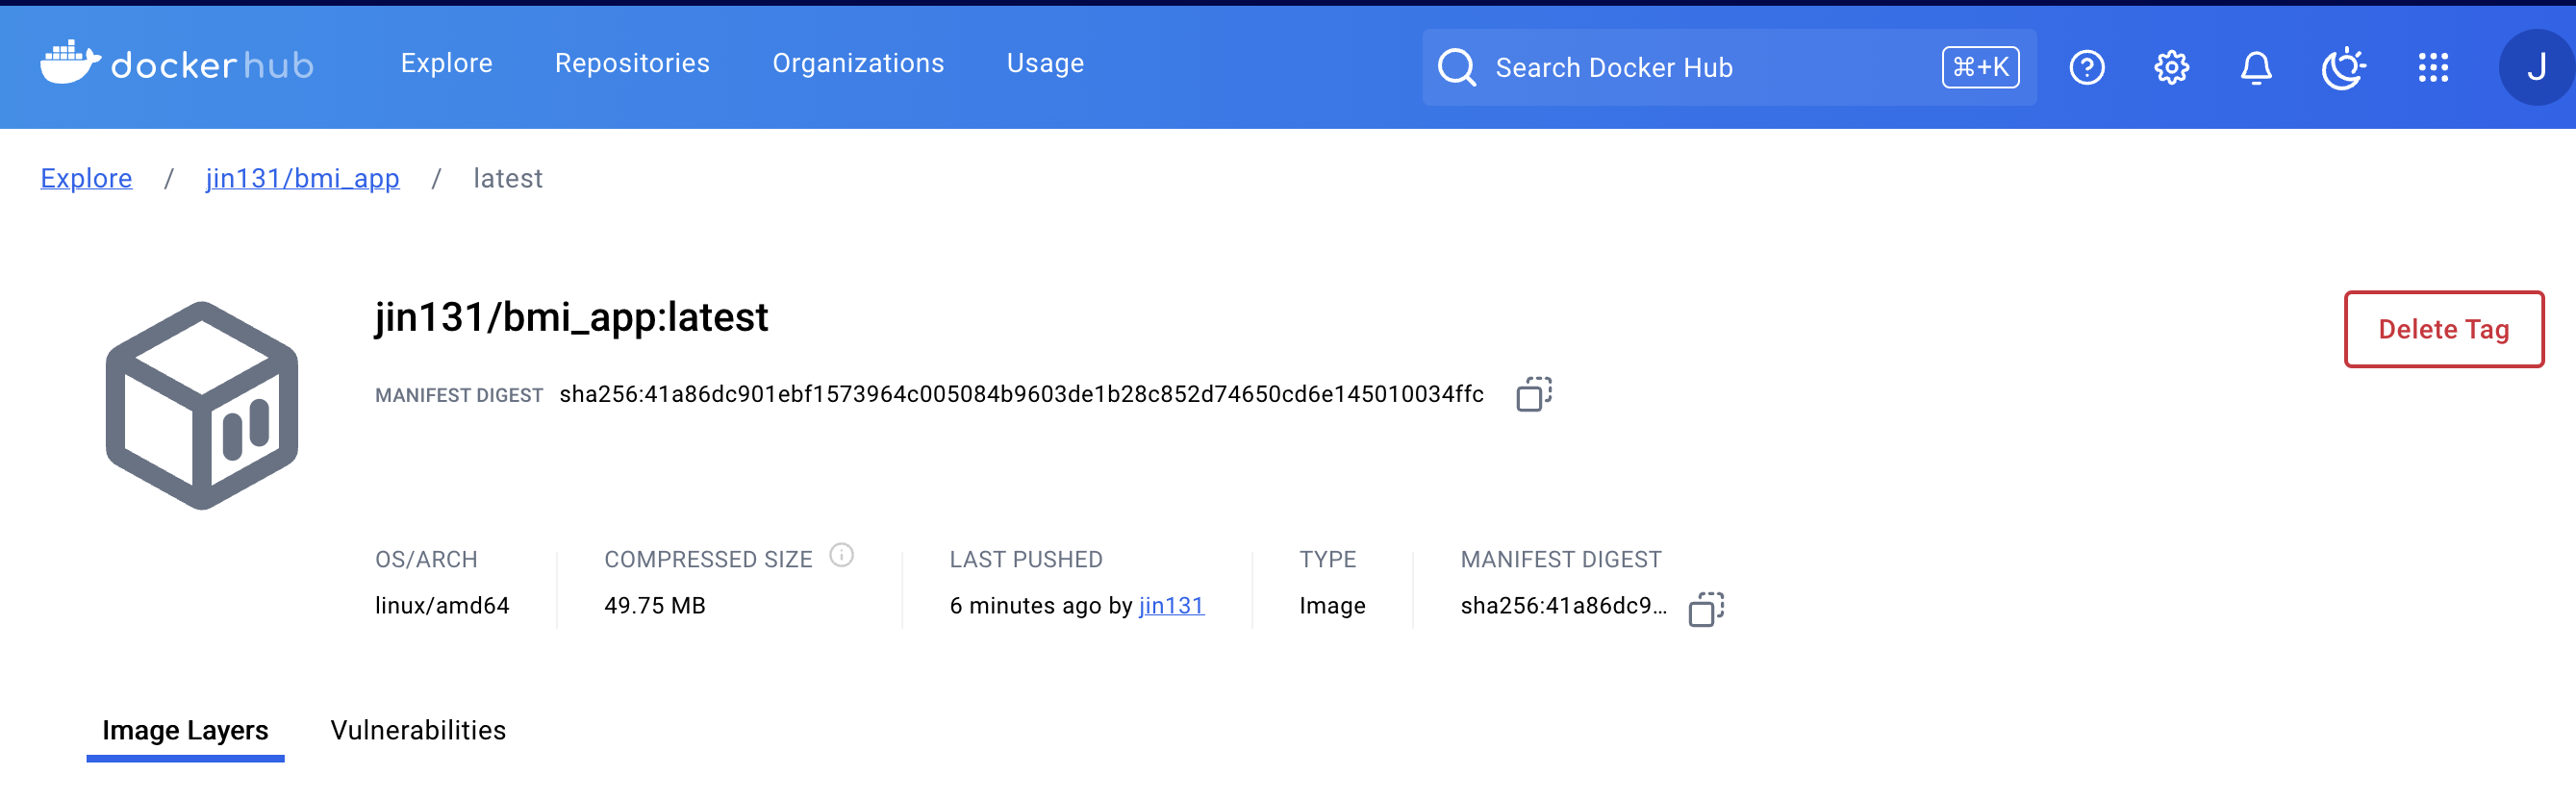 dockerhub Explore Repositories Organizations Usage Search Docker Hub ⌘+K J
Explore / jin131/bmi_app / latest
jin131/bmi_app:latest
Delete Tag
MANIFEST DIGEST sha256:41a86dc901ebf1573964c005084b9603de1b28c852d74650cd6e145010034ffc
OS/ARCH COMPRESSED SIZE LAST PUSHED TYPE MANIFEST DIGEST
linux/amd64 49.75 MB 6 minutes ago by jin131 Image sha256:41a86dc9...
Image Layers Vulnerabilities